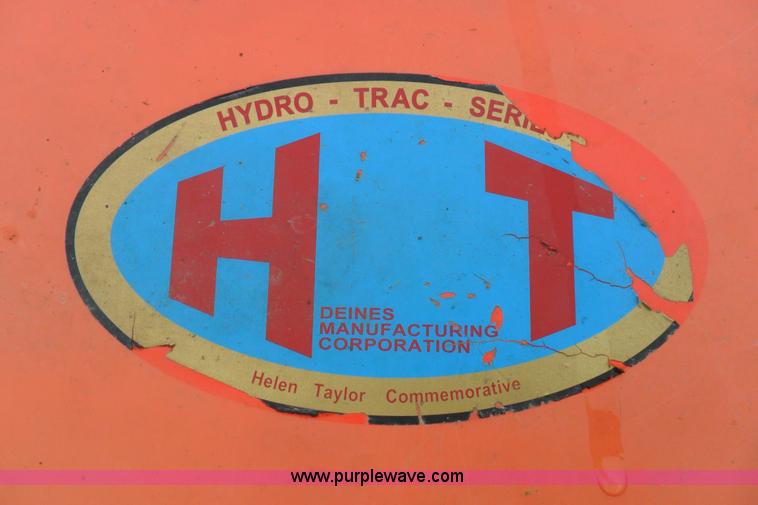 HYDRO - TRAC - SERIE
H T
DEINES
MANUFACTURING
CORPORATION
Helen Taylor Commemorative
www.purplewave.com